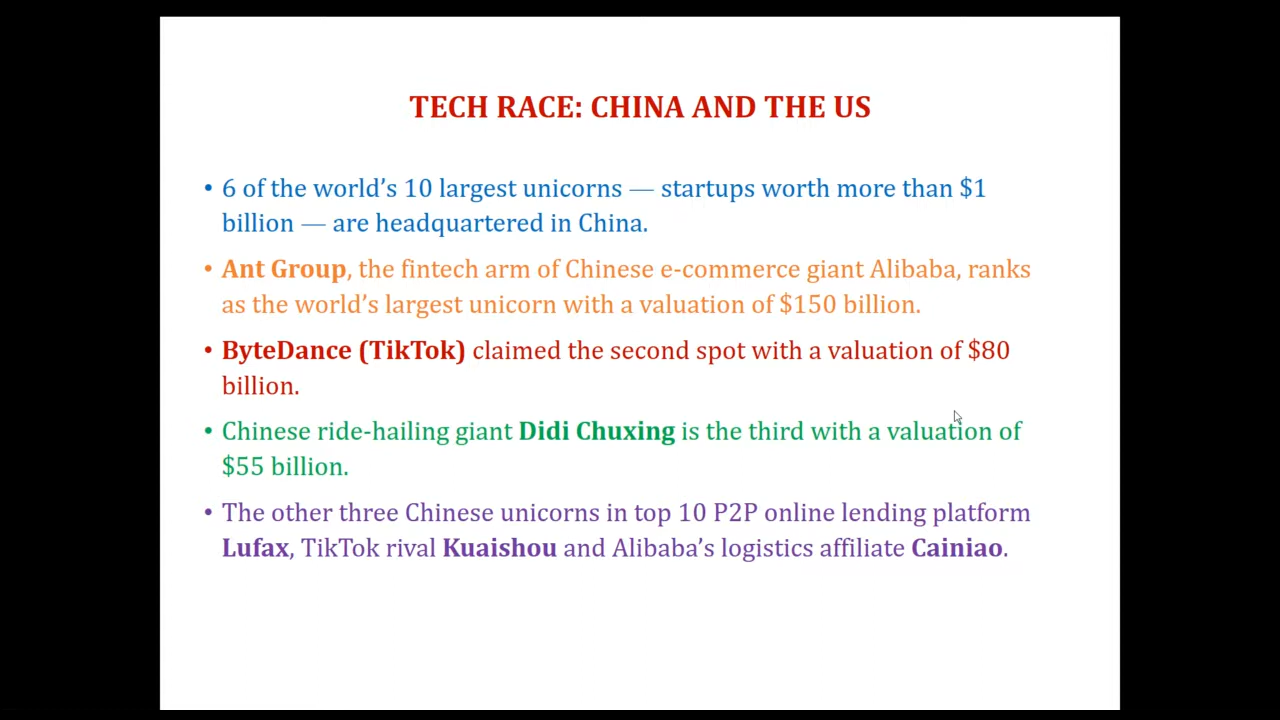 TECH RACE: CHINA AND THE US
• 6 of the world's 10 largest unicorns — startups worth more than $1
billion — are headquartered in China.
• Ant Group, the fintech arm of Chinese e-commerce giant Alibaba, ranks
as the world's largest unicorn with a valuation of $150 billion.
• ByteDance (TikTok) claimed the second spot with a valuation of $80
billion.
• Chinese ride-hailing giant Didi Chuxing is the third with a valuation of
$55 billion.
• The other three Chinese unicorns in top 10 P2P online lending platform
Lufax, TikTok rival Kuaishou and Alibaba's logistics affiliate Cainiao.